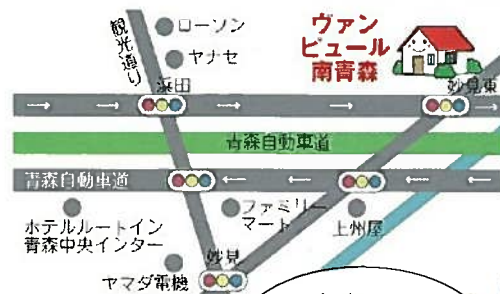 観光通り
ローソン
ヤナセ
ヴァン
ピュール
南青森
浜田
妙見東
青森自動車道
青森自動車道
ホテルルートイン
青森中央インター
ファミリー
マート
上州屋
妙見
ヤマダ電機